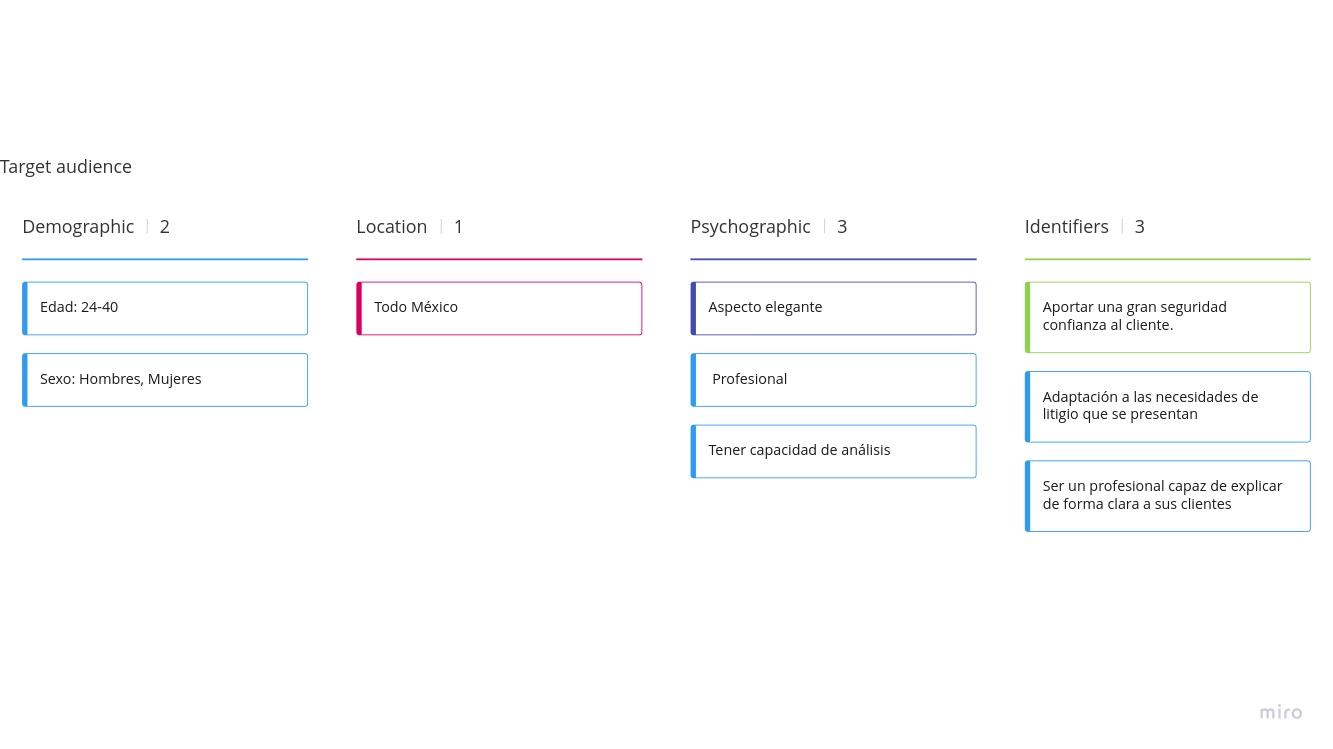 Target audience
Demographic | 2
Location | 1
Psychographic | 3
Identifiers | 3
Edad: 24-40
Sexo: Hombres, Mujeres
Todo México
Aspecto elegante
Profesional
Tener capacidad de análisis
Aportar una gran seguridad
confianza al cliente.
Adaptación a las necesidades de
litigio que se presentan
Ser un profesional capaz de explicar
de forma clara a sus clientes
miro